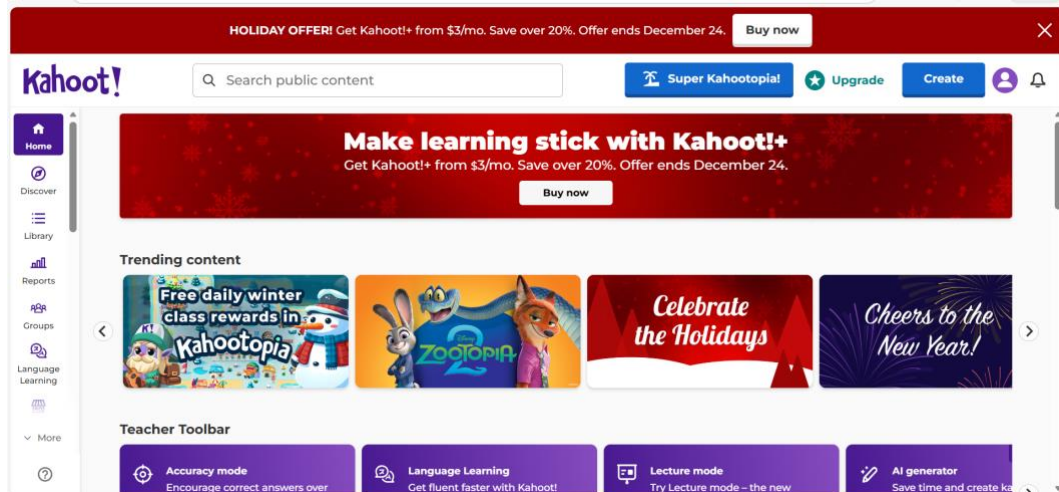 HOLIDAY OFFER! Get Kahoot!+ from $3/mo. Save over 20%. Offer ends December 24.
Buy now
Kahoot!
Search public content
Super Kahootopia!
Upgrade
Create
Home
Discover
Library
Reports
Groups
Language
Learning
More
Make learning stick with Kahoot!+
Get Kahoot!+ from $3/mo. Save over 20%. Offer ends December 24.
Buy now
Trending content
Free daily winter
class rewards in
Kahootopia
K!
Disney
ZOOTOPIA
2
Celebrate
the Holidays
Cheers to the
New Year!
Teacher Toolbar
Accuracy mode
Encourage correct answers over
Language Learning
Get fluent faster with Kahoot!
Lecture mode
Try Lecture mode – the new
AI generator
Save time and create